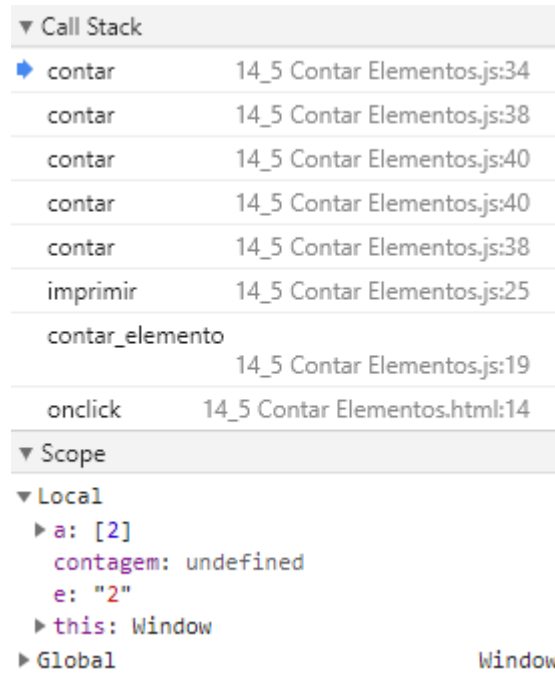 ▼ Call Stack
contar 14_5 Contar Elementos.js:34
contar 14_5 Contar Elementos.js:38
contar 14_5 Contar Elementos.js:40
contar 14_5 Contar Elementos.js:40
contar 14_5 Contar Elementos.js:38
imprimir 14_5 Contar Elementos.js:25
contar_elemento
14_5 Contar Elementos.js:19
onclick 14_5 Contar Elementos.html:14
▼ Scope
▼ Local
▶ a: [2]
contagem: undefined
e: "2"
▶ this: Window
▶ Global Window